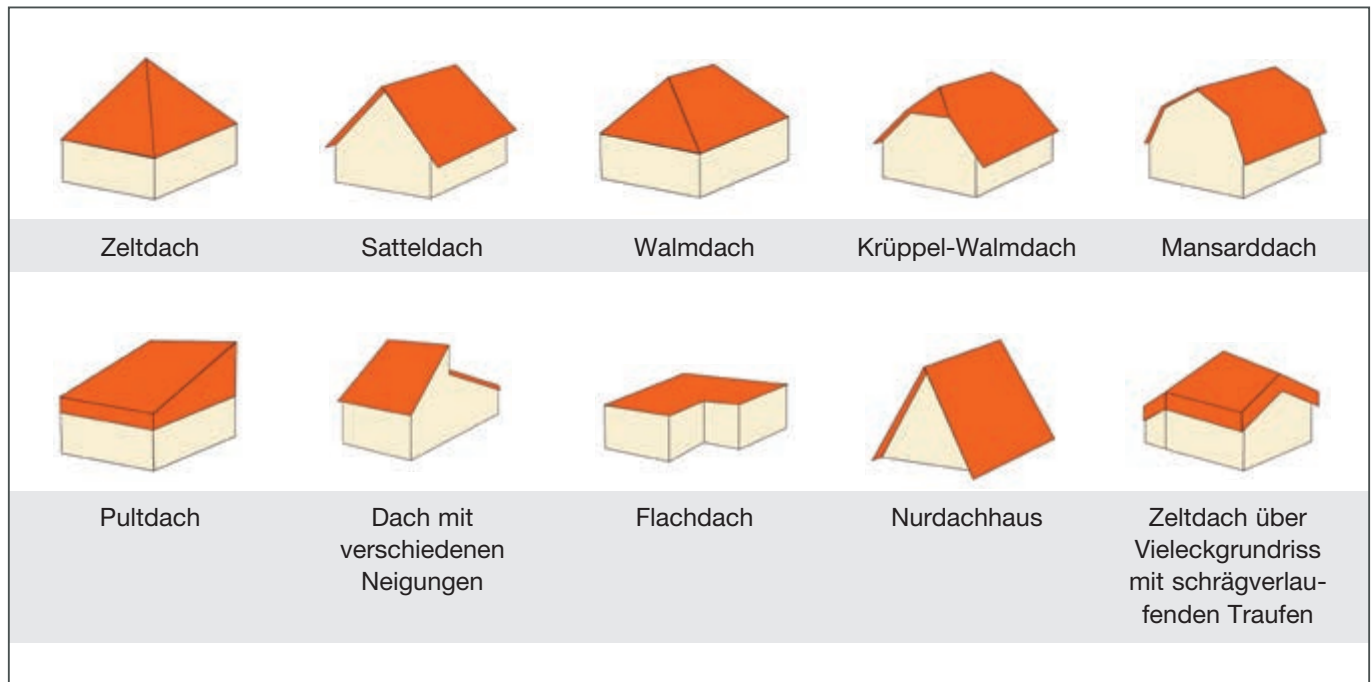 Zeltdach
Satteldach
Walmdach
Krüppel-Walmdach
Mansarddach
Pultdach
Dach mit
verschiedenen
Neigungen
Flachdach
Nurdachhaus
Zeltdach über
Vieleckgrundriss
mit schrägverlau-
fenden Traufen